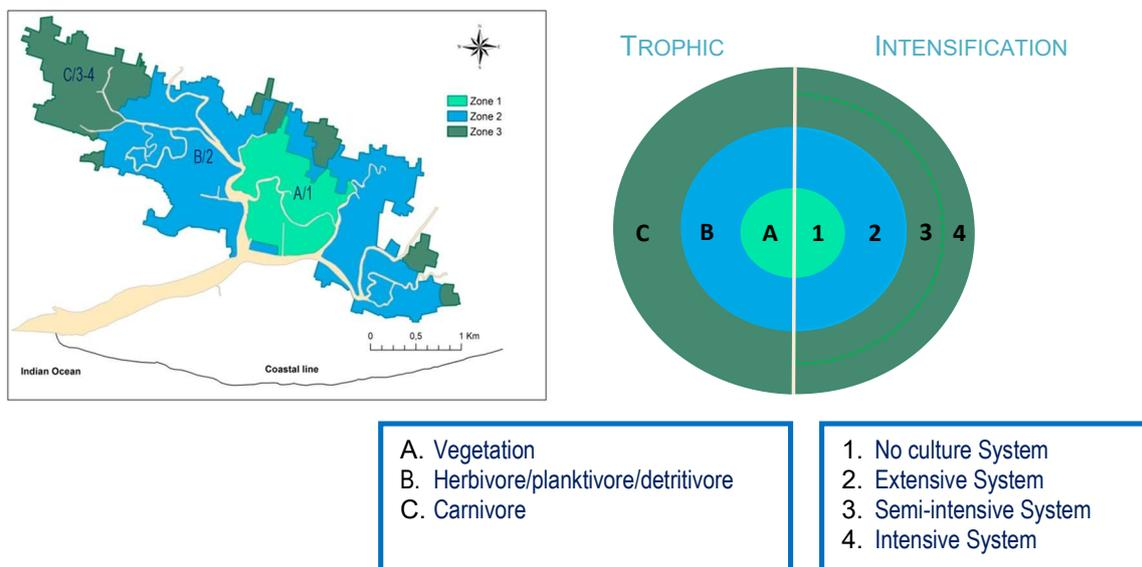 C/3-4
B/2
A/1
N
Zone 1
Zone 2
Zone 3
0 0,5 1 Km
Indian Ocean
Coastal line
TROPHIC INTENSIFICATION
C B A 1 2 3 4
A. Vegetation
B. Herbivore/planktivore/detritivore
C. Carnivore
1. No culture System
2. Extensive System
3. Semi-intensive System
4. Intensive System